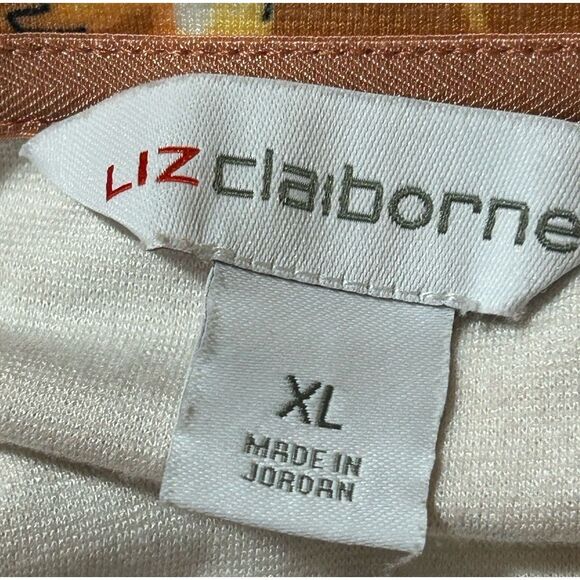 LIZ claiborne
XL
MADE IN
JORDAN